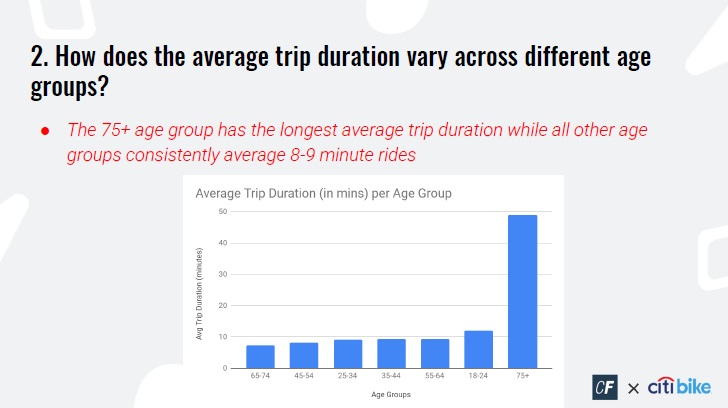 2. How does the average trip duration vary across different age
groups?
● The 75+ age group has the longest average trip duration while all other age
groups consistently average 8-9 minute rides
Average Trip Duration (in mins) per Age Group
Avg Trip Duration (minutes)
50
40
30
20
10
0
65-74 45-54 25-34 35-44 55-64 18-24 75+
Age Groups
CF × citibike